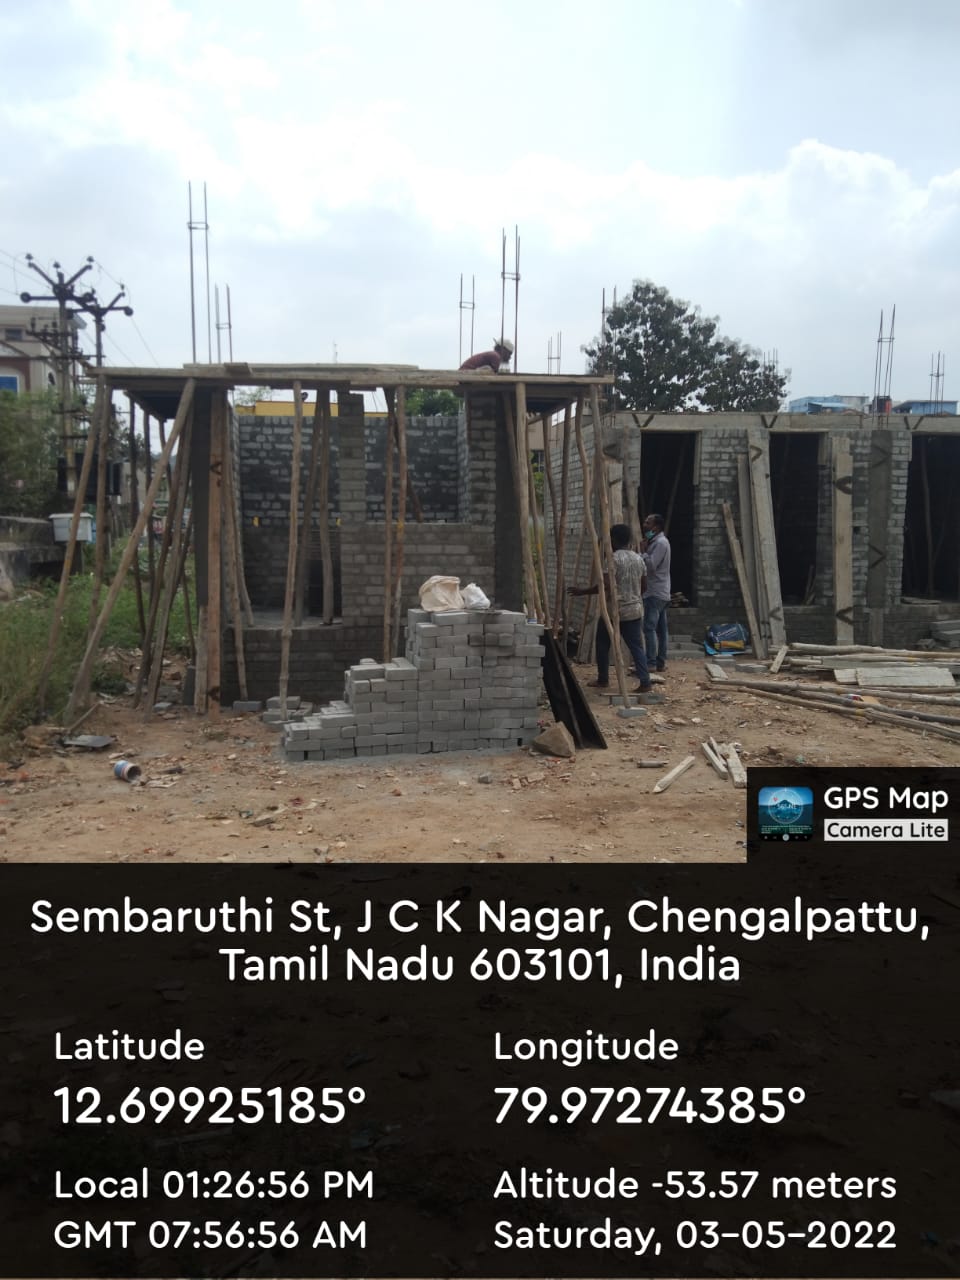 GPS Map
Camera Lite
Sembaruthi St, J C K Nagar, Chengalpattu,
Tamil Nadu 603101, India
Latitude
12.69925185°
Longitude
79.97274385°
Local 01:26:56 PM
GMT 07:56:56 AM
Altitude -53.57 meters
Saturday, 03-05-2022